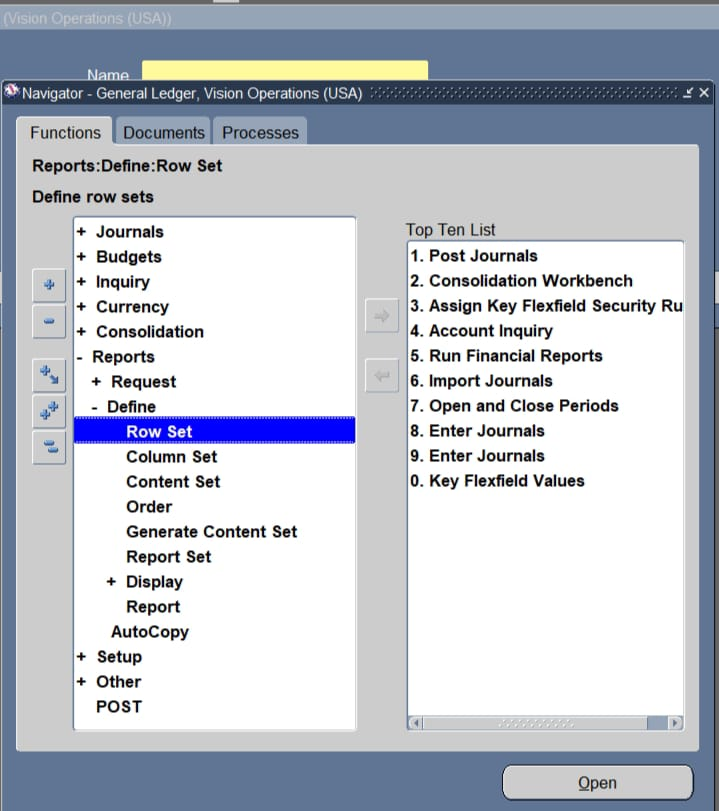 (Vision Operations (USA))
Name
Navigator - General Ledger, Vision Operations (USA)
Functions
Documents
Processes
Reports:Define:Row Set
Define row sets
+ Journals
+ Budgets
+ Inquiry
+ Currency
+ Consolidation
- Reports
+ Request
- Define
Row Set
Column Set
Content Set
Order
Generate Content Set
Report Set
+ Display
Report
AutoCopy
+ Setup
+ Other
POST
Top Ten List
1. Post Journals
2. Consolidation Workbench
3. Assign Key Flexfield Security Ru
4. Account Inquiry
5. Run Financial Reports
6. Import Journals
7. Open and Close Periods
8. Enter Journals
9. Enter Journals
0. Key Flexfield Values
Open